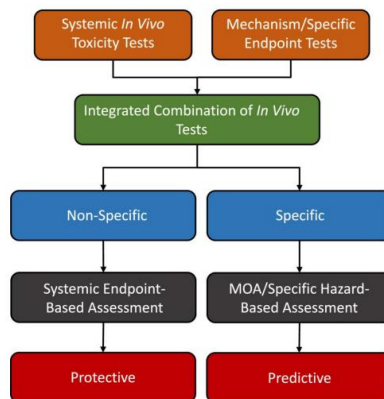 Systemic In Vivo
Toxicity Tests
Mechanism/Specific
Endpoint Tests
Integrated Combination of In Vivo
Tests
Non-Specific
Specific
Systemic Endpoint-
Based Assessment
MOA/Specific Hazard-
Based Assessment
Protective
Predictive